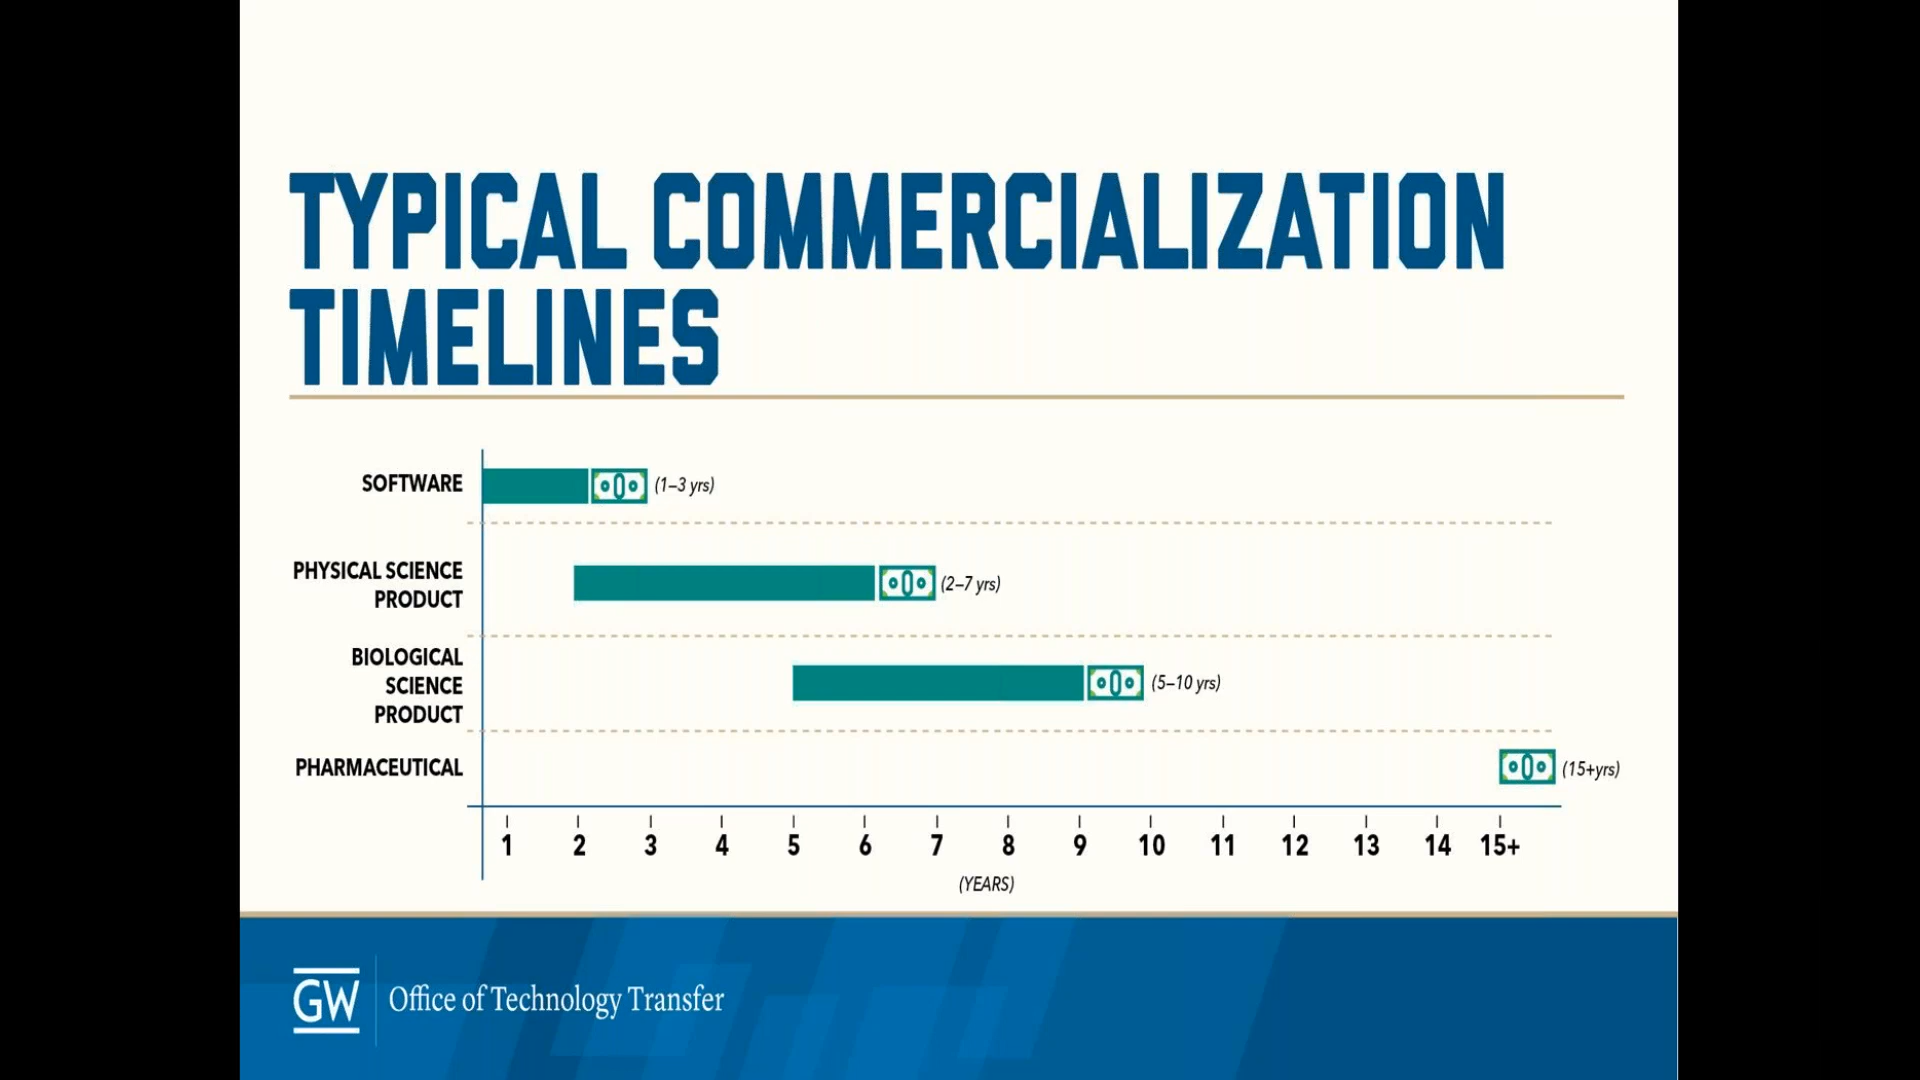 TYPICAL COMMERCIALIZATION
TIMELINES
SOFTWARE
(1–3 yrs)
PHYSICAL SCIENCE
PRODUCT
(2–7 yrs)
BIOLOGICAL
SCIENCE
PRODUCT
(5–10 yrs)
PHARMACEUTICAL
(15+yrs)
1 2 3 4 5 6 7 8 9 10 11 12 13 14 15+
(YEARS)
GW
Office of Technology Transfer